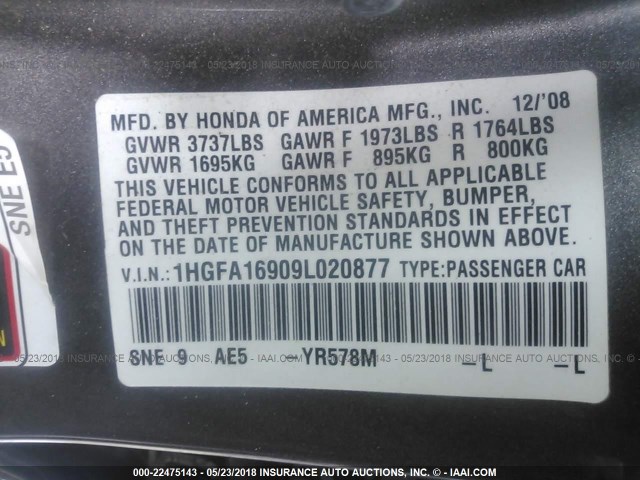 MFD. BY HONDA OF AMERICA MFG., INC. 12/'08
GVWR 3737LBS GAWR F 1973LBS R 1764LBS
GVWR 1695KG GAWR F 895KG R 800KG
THIS VEHICLE CONFORMS TO ALL APPLICABLE
FEDERAL MOTOR VEHICLE SAFETY, BUMPER,
AND THEFT PREVENTION STANDARDS IN EFFECT
ON THE DATE OF MANUFACTURE SHOWN ABOVE.
V.I.N.: 1HGFA16909L020877 TYPE:PASSENGER CAR
SNE 9 AE5 -YR578M -L -L
SNE E5
000-22475143 - 05/23/2018 INSURANCE AUTO AUCTIONS - © - IAAI.COM